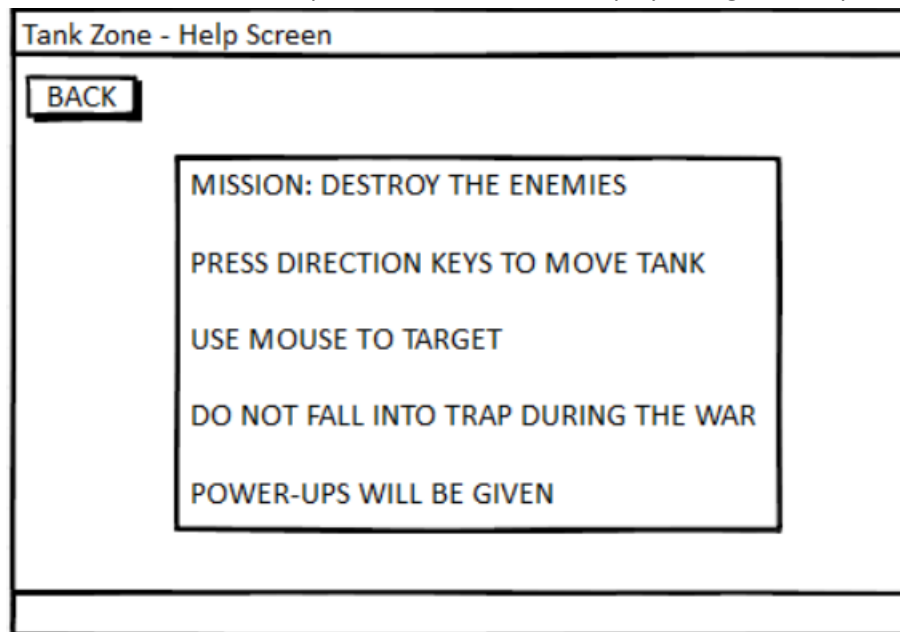 Tank Zone - Help Screen
BACK
MISSION: DESTROY THE ENEMIES
PRESS DIRECTION KEYS TO MOVE TANK
USE MOUSE TO TARGET
DO NOT FALL INTO TRAP DURING THE WAR
POWER-UPS WILL BE GIVEN